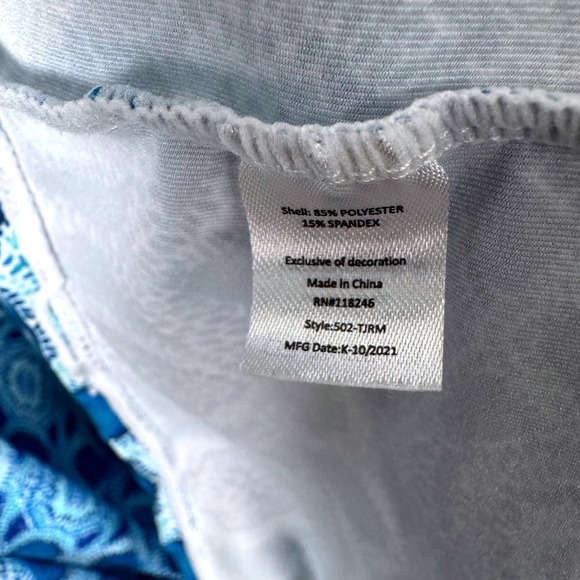 Shell: 85% POLYESTER
15% SPANDEX
Exclusive of decoration
Made in China
RN#118246
Style:502-TJRM
MFG Date:K-10/2021